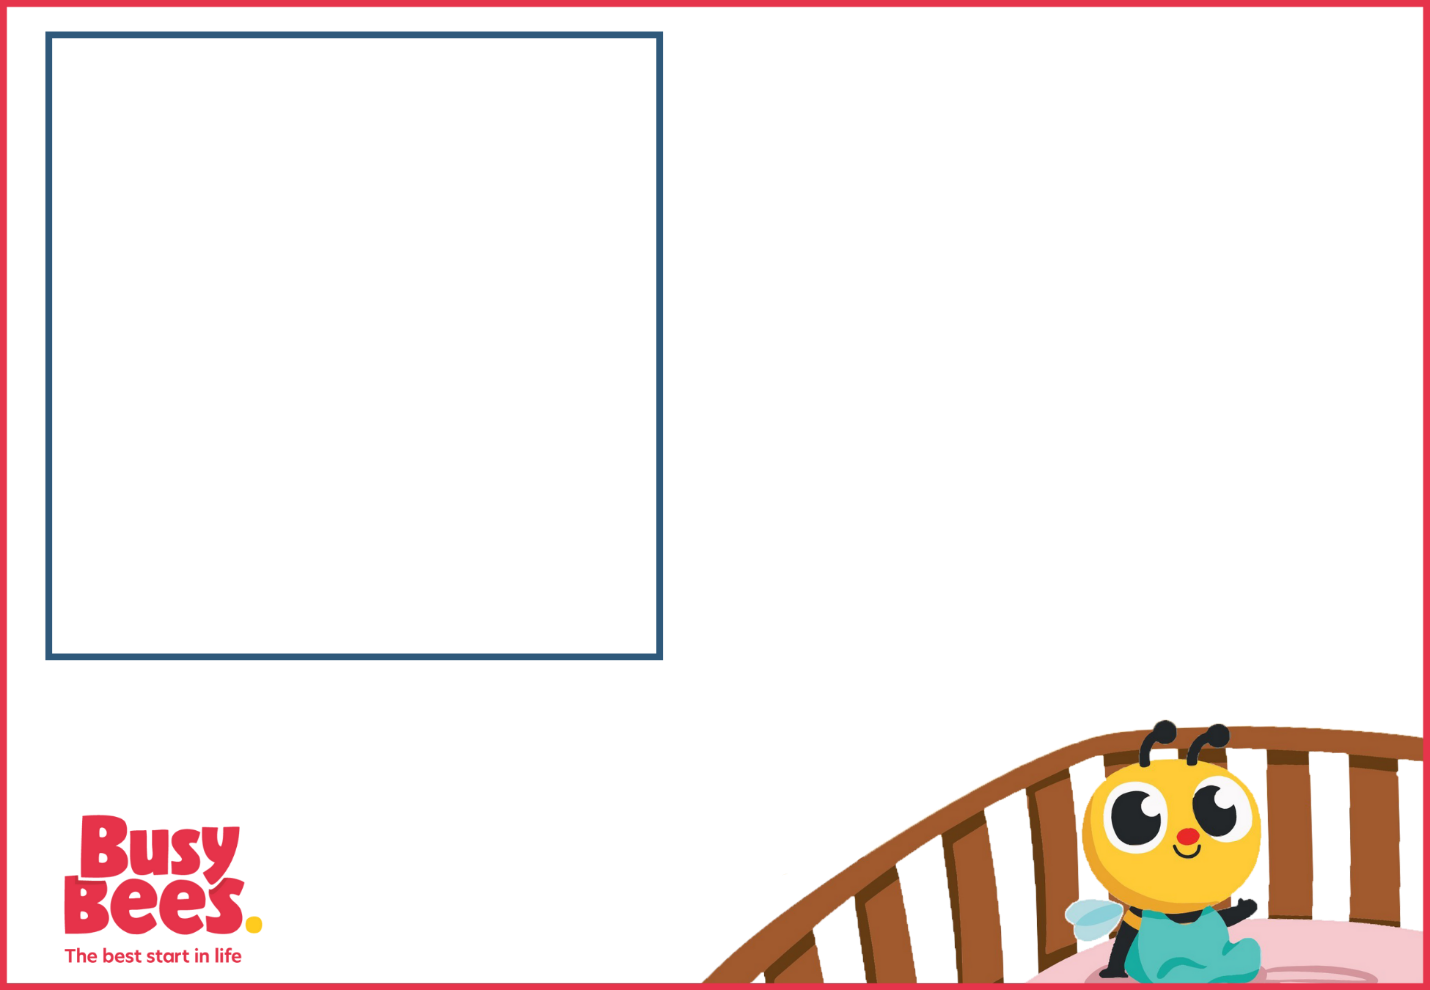 Busy
Bees.
The best start in life